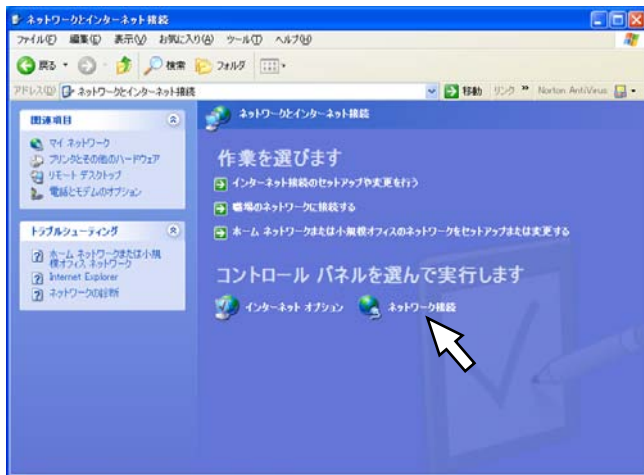 ネットワークとインターネット接続
ファイル(F) 編集(E) 表示(V) お気に入り(A) ツール(T) ヘルプ(H)
戻る 検索 フォルダ
アドレス(D) ネットワークとインターネット接続 移動 リンク » Norton AntiVirus
関連項目
マイ ネットワーク
プリンタとその他のハードウェア
リモート デスクトップ
電話とモデムのオプション
トラブルシューティング
ホーム ネットワークまたは小規
模オフィス ネットワーク
Internet Explorer
ネットワークの診断
ネットワークとインターネット接続
作業を選びます
インターネット接続のセットアップや変更を行う
職場のネットワークに接続する
ホーム ネットワークまたは小規模オフィスのネットワークをセットアップまたは変更する
コントロール パネルを選んで実行します
インターネット オプション ネットワーク接続